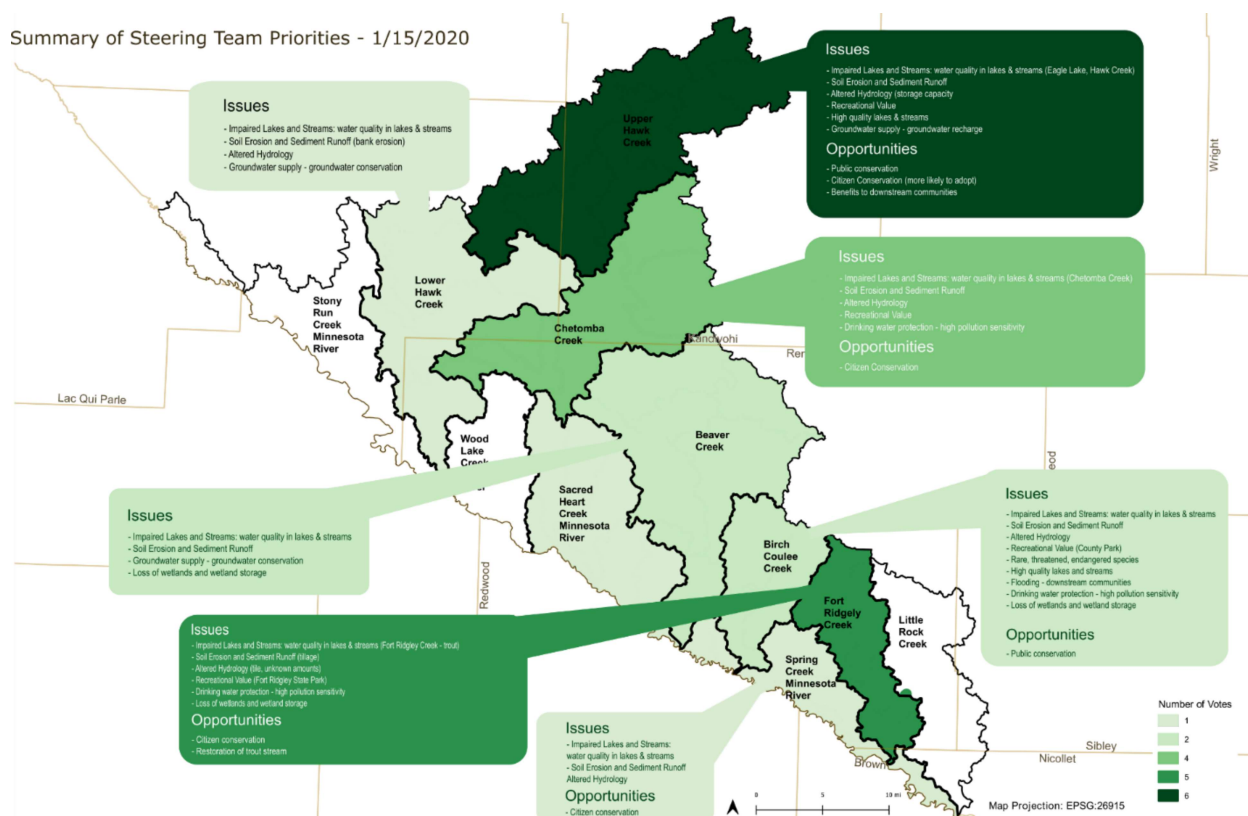 Summary of Steering Team Priorities - 1/15/2020
Issues
- Impaired Lakes and Streams: water quality in lakes & streams
- Soil Erosion and Sediment Runoff (bank erosion)
- Altered Hydrology
- Groundwater supply - groundwater conservation
Issues
- Impaired Lakes and Streams: water quality in lakes & streams (Eagle Lake, Hawk Creek)
- Soil Erosion and Sediment Runoff
- Altered Hydrology (storage capacity
- Recreational Value
- High quality lakes & streams
- Groundwater supply - groundwater recharge
Opportunities
- Public conservation
- Citizen Conservation (more likely to adopt)
- Benefits to downstream communities
Wright
Upper
Hawk
Creek
Issues
- Impaired Lakes and Streams: water quality in lakes & streams (Chetomba Creek)
- Soil Erosion and Sediment Runoff
- Altered Hydrology
- Recreational Value
- Drinking water protection - high pollution sensitivity
Opportunities
- Citizen Conservation
Lower
Hawk
Creek
Stony
Run
Creek
Minnesota
River
Chetomba
Creek
Kandiyohi
Ren
Lac Qui Parle
Beaver
Creek
Wood
Lake
Creek
Sacred
Heart
Creek
Minnesota
River
eod
Redwood
Issues
- Impaired Lakes and Streams: water quality in lakes & streams
- Soil Erosion and Sediment Runoff
- Groundwater supply - groundwater conservation
- Loss of wetlands and wetland storage
Issues
- Impaired Lakes and Streams: water quality in lakes & streams
- Soil Erosion and Sediment Runoff
- Altered Hydrology
- Recreational Value (County Park)
- Rare, threatened, endangered species
- High quality lakes and streams
- Flooding - downstream communities
- Drinking water protection - high pollution sensitivity
- Loss of wetlands and wetland storage
Opportunities
- Public conservation
Birch
Coulee
Creek
Fort
Ridgely
Creek
Little
Rock
Creek
Spring
Creek
Minnesota
River
Issues
- Impaired Lakes and Streams: water quality in lakes & streams (Fort Ridgley Creek - trout)
- Soil Erosion and Sediment Runoff (tillage)
- Altered Hydrology (tile, unknown amounts)
- Recreational Value (Fort Ridgley State Park)
- Drinking water protection - high pollution sensitivity
- Loss of wetlands and wetland storage
Opportunities
- Citizen conservation
- Restoration of trout stream
Issues
- Impaired Lakes and Streams:
water quality in lakes & streams
- Soil Erosion and Sediment Runoff
Altered Hydrology
Opportunities
- Citizen conservation
Brown
Sibley
Nicollet
Number of Votes
1
2
4
5
6
0 5 10 mi
Map Projection: EPSG:26915